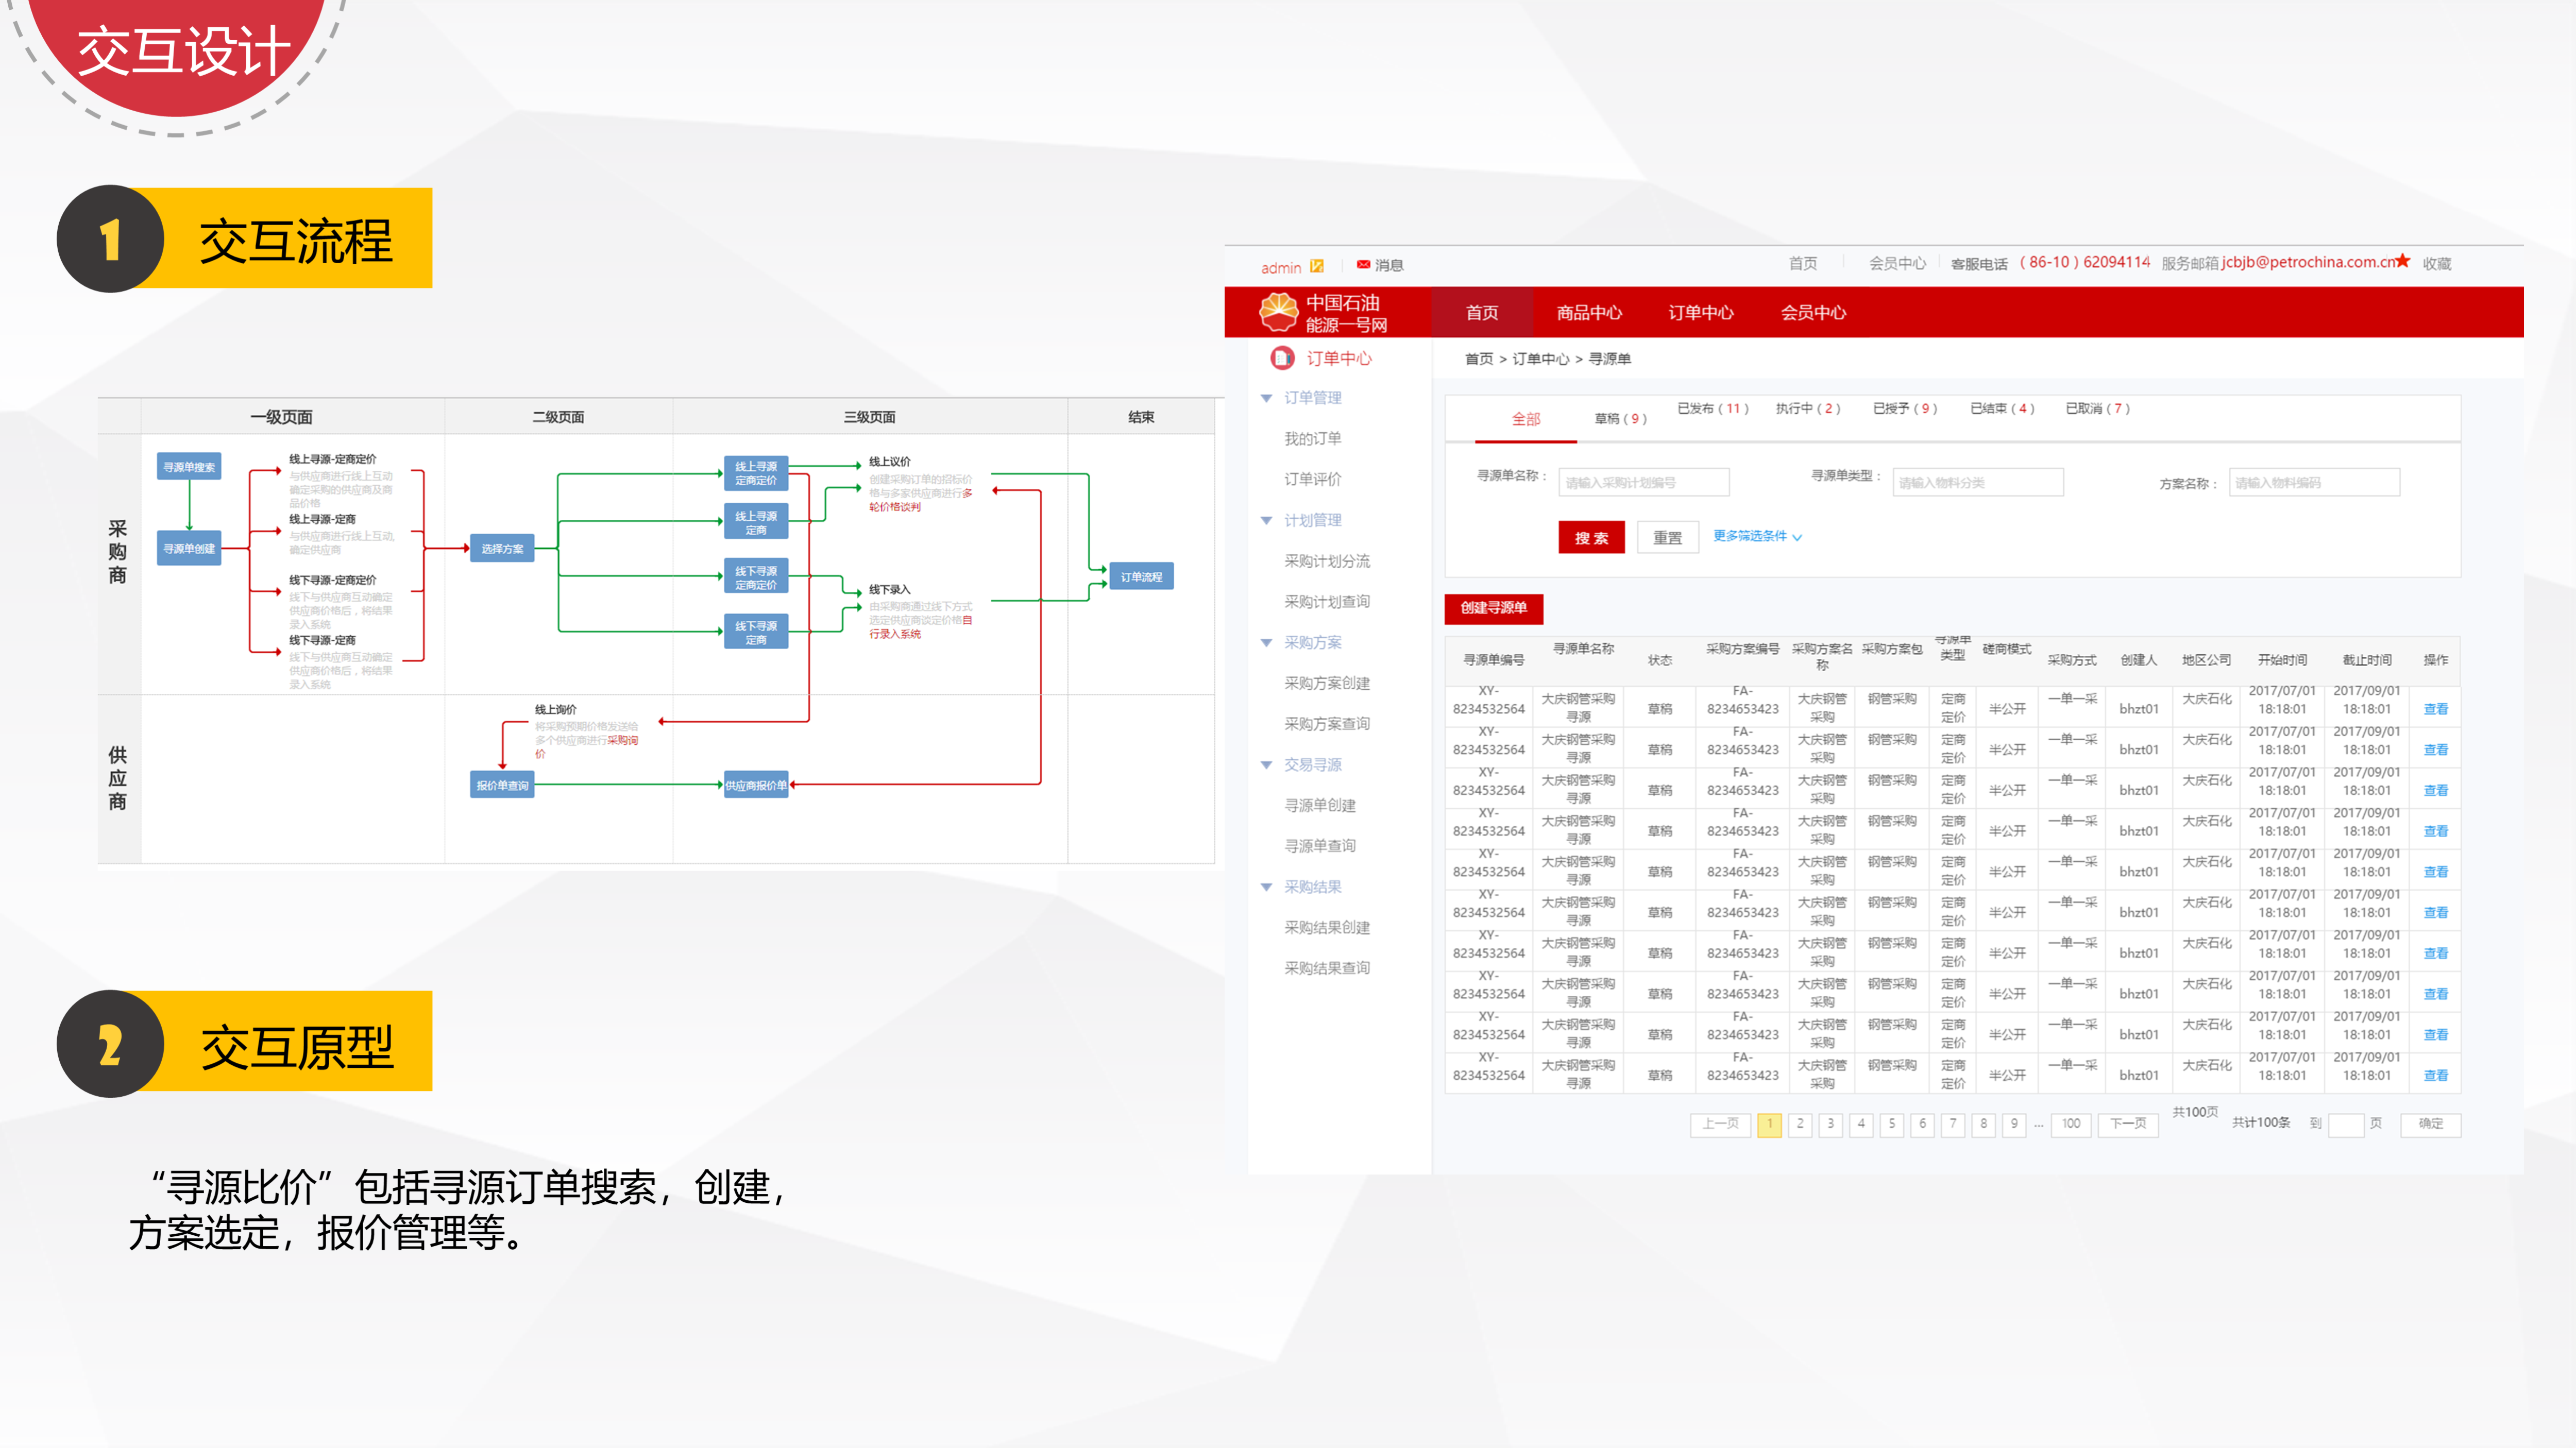 交互设计
1
交互流程
一级页面
二级页面
三级页面
结束
采购商
寻源单搜索
寻源单创建
线上寻源-定商定价
与供应商进行线上互动
确定采购的供应商及商
品价格
线上寻源-定商
与供应商进行线上互动,
确定供应商
线下寻源-定商定价
线下与供应商互动确定
供应商价格后，将结果
录入系统
线下寻源-定商
线下与供应商互动确定
供应商价格后，将结果
录入系统
选择方案
线上寻源
定商定价
线上寻源
定商
线下寻源
定商定价
线下寻源
定商
线上议价
创建采购订单的招标价
格与多家供应商进行多
轮价格谈判
线下录入
由采购商通过线下方式
选定供应商谈定价格自
行录入系统
订单流程
供应商
线上询价
将采购预期价格发送给
多个供应商进行采购询
价
报价单查询
供应商报价单
2
交互原型
“寻源比价”包括寻源订单搜索，创建，
方案选定，报价管理等。
admin 消息 首页 会员中心 客服电话 （86-10）62094114 服务邮箱 jcbjb@petrochina.com.cn 收藏
中国石油
能源一号网
首页 商品中心 订单中心 会员中心
订单中心
订单管理
我的订单
订单评价
计划管理
采购计划分流
采购计划查询
采购方案
采购方案创建
采购方案查询
交易寻源
寻源单创建
寻源单查询
采购结果
采购结果创建
采购结果查询
首页 > 订单中心 > 寻源单
全部 草稿（9） 已发布（11） 执行中（2） 已授予（9） 已结束（4） 已取消（7）
寻源单名称： 请输入采购计划编号 寻源单类型： 请输入物料分类 方案名称： 请输入物料编码
搜索 重置 更多筛选条件
创建寻源单
寻源单编号 寻源单名称 状态 采购方案编号 采购方案名称 采购方案包 寻源单类型 磋商模式 采购方式 创建人 地区公司 开始时间 截止时间 操作
XY-8234532564 大庆钢管采购寻源 草稿 FA-8234653423 大庆钢管采购 钢管采购 定商定价 半公开 一单一采 bhzt01 大庆石化 2017/07/01 18:18:01 2017/09/01 18:18:01 查看
XY-8234532564 大庆钢管采购寻源 草稿 FA-8234653423 大庆钢管采购 钢管采购 定商定价 半公开 一单一采 bhzt01 大庆石化 2017/07/01 18:18:01 2017/09/01 18:18:01 查看
XY-8234532564 大庆钢管采购寻源 草稿 FA-8234653423 大庆钢管采购 钢管采购 定商定价 半公开 一单一采 bhzt01 大庆石化 2017/07/01 18:18:01 2017/09/01 18:18:01 查看
XY-8234532564 大庆钢管采购寻源 草稿 FA-8234653423 大庆钢管采购 钢管采购 定商定价 半公开 一单一采 bhzt01 大庆石化 2017/07/01 18:18:01 2017/09/01 18:18:01 查看
XY-8234532564 大庆钢管采购寻源 草稿 FA-8234653423 大庆钢管采购 钢管采购 定商定价 半公开 一单一采 bhzt01 大庆石化 2017/07/01 18:18:01 2017/09/01 18:18:01 查看
XY-8234532564 大庆钢管采购寻源 草稿 FA-8234653423 大庆钢管采购 钢管采购 定商定价 半公开 一单一采 bhzt01 大庆石化 2017/07/01 18:18:01 2017/09/01 18:18:01 查看
XY-8234532564 大庆钢管采购寻源 草稿 FA-8234653423 大庆钢管采购 钢管采购 定商定价 半公开 一单一采 bhzt01 大庆石化 2017/07/01 18:18:01 2017/09/01 18:18:01 查看
XY-8234532564 大庆钢管采购寻源 草稿 FA-8234653423 大庆钢管采购 钢管采购 定商定价 半公开 一单一采 bhzt01 大庆石化 2017/07/01 18:18:01 2017/09/01 18:18:01 查看
XY-8234532564 大庆钢管采购寻源 草稿 FA-8234653423 大庆钢管采购 钢管采购 定商定价 半公开 一单一采 bhzt01 大庆石化 2017/07/01 18:18:01 2017/09/01 18:18:01 查看
XY-8234532564 大庆钢管采购寻源 草稿 FA-8234653423 大庆钢管采购 钢管采购 定商定价 半公开 一单一采 bhzt01 大庆石化 2017/07/01 18:18:01 2017/09/01 18:18:01 查看
上一页 1 2 3 4 5 6 7 8 9 ... 100 下一页 共100页 共计100条 到 页 确定